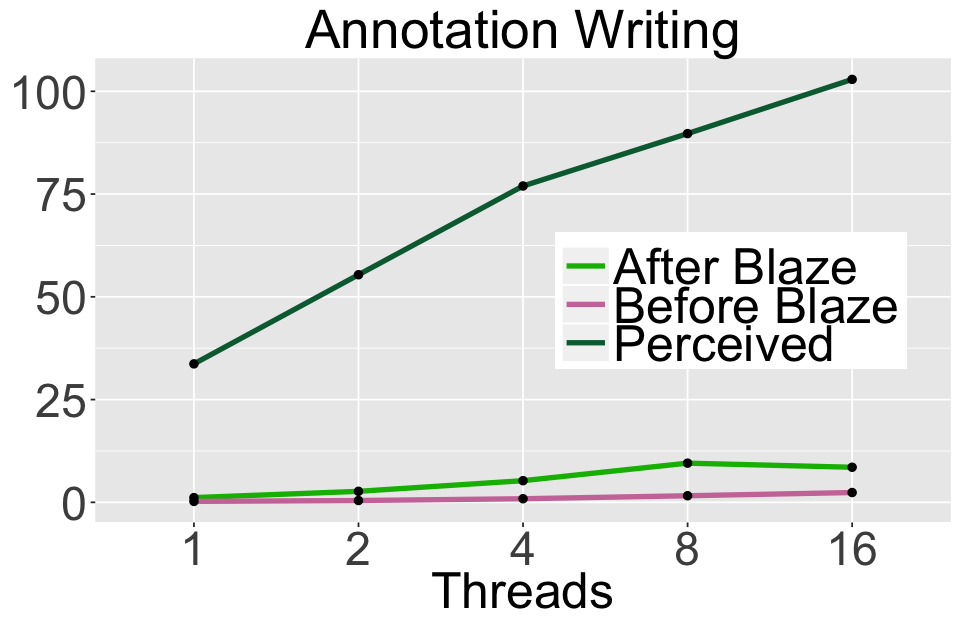 Annotation Writing
100
75
50
25
0
After Blaze
Before Blaze
Perceived
1 2 4 8 16
Threads